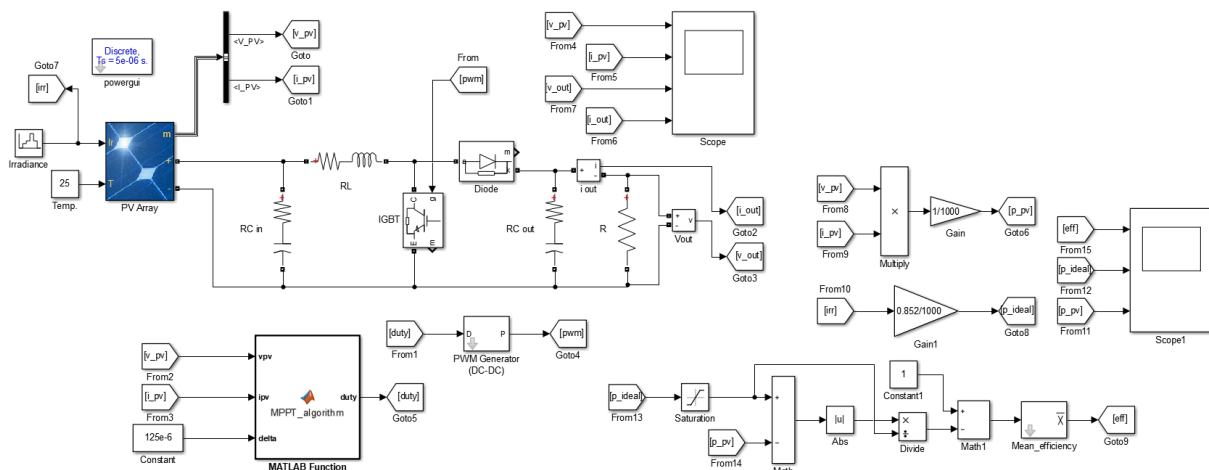 Goto7
[irr]
Discrete,
Ts = 5e-06 s.
powergui
<V_PV>
[v_pv]
Goto
<I_PV>
[i_pv]
Goto1
Irradiance
25
Temp.
Ir
T
m
+
-
PV Array
+
RC in
+
RL
From
[pwm]
IGBT
g
C
E
m
a
k
m
Diode
+
RC out
+
-
i
i out
+
R
+
-
v
Vout
[i_out]
Goto2
[v_out]
Goto3
[v_pv]
From4
[i_pv]
From5
[v_out]
From7
[i_out]
From6
Scope
[v_pv]
From8
[i_pv]
From9
×
Multiply
1/1000
Gain
[p_pv]
Goto6
From10
[irr]
0.852/1000
Gain1
[p_ideal]
Goto8
[eff]
From15
[p_ideal]
From12
[p_pv]
From11
Scope1
[v_pv]
From2
[i_pv]
From3
125e-6
Constant
vpv
ipv
delta
MPPT_algorithm
duty
MATLAB Function
[duty]
Goto5
[duty]
From1
D
P
PWM Generator
(DC-DC)
[pwm]
Goto4
[p_ideal]
From13
Saturation
[p_pv]
From14
+
-
Math
|u|
Abs
×
÷
Divide
1
Constant1
+
-
Math1
X
Mean_efficiency
[eff]
Goto9